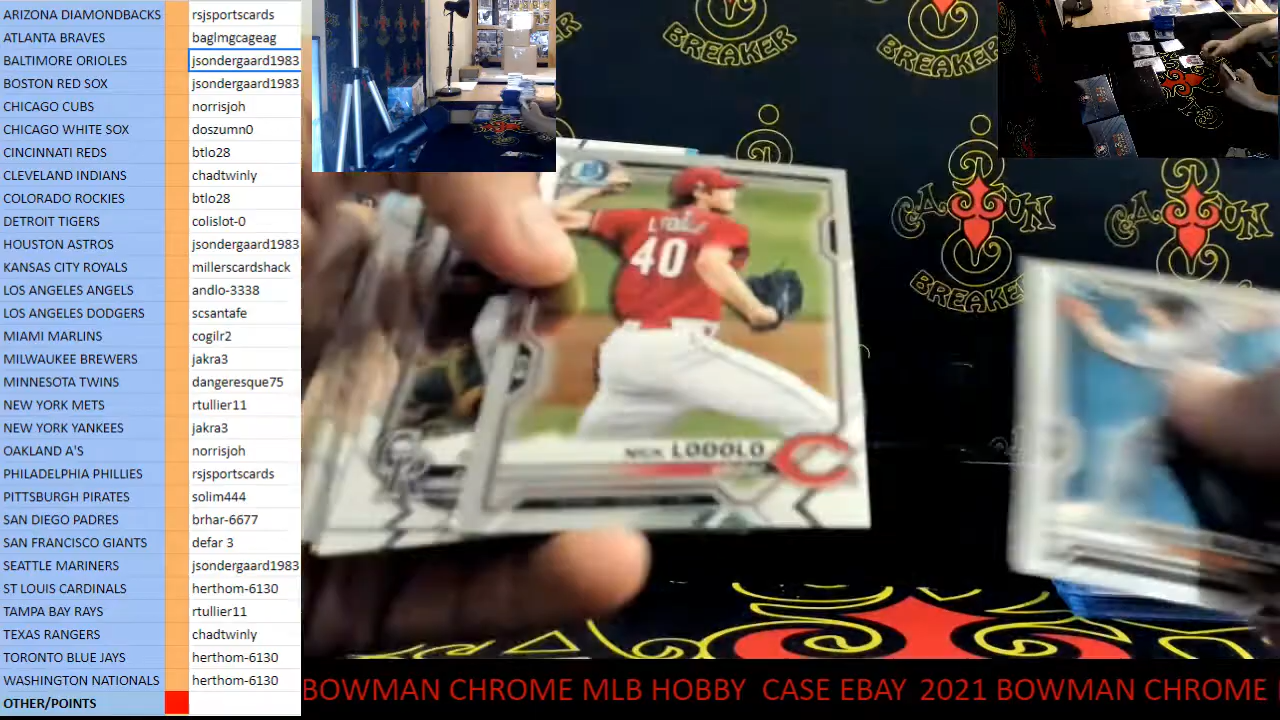 ARIZONA DIAMONDBACKS rsjsportscards
ATLANTA BRAVES baglmgcageag
BALTIMORE ORIOLES jsondergaard1983
BOSTON RED SOX jsondergaard1983
CHICAGO CUBS norrisjoh
CHICAGO WHITE SOX doszumn0
CINCINNATI REDS btlo28
CLEVELAND INDIANS chadtwinly
COLORADO ROCKIES btlo28
DETROIT TIGERS colislot-0
HOUSTON ASTROS jsondergaard1983
KANSAS CITY ROYALS millerscardshack
LOS ANGELES ANGELS andlo-3338
LOS ANGELES DODGERS scsantafe
MIAMI MARLINS cogilr2
MILWAUKEE BREWERS jakra3
MINNESOTA TWINS dangeresque75
NEW YORK METS rtullier11
NEW YORK YANKEES jakra3
OAKLAND A'S norrisjoh
PHILADELPHIA PHILLIES rsjsportscards
PITTSBURGH PIRATES solim444
SAN DIEGO PADRES brhar-6677
SAN FRANCISCO GIANTS defar 3
SEATTLE MARINERS jsondergaard1983
ST LOUIS CARDINALS herthom-6130
TAMPA BAY RAYS rtullier11
TEXAS RANGERS chadtwinly
TORONTO BLUE JAYS herthom-6130
WASHINGTON NATIONALS herthom-6130
OTHER/POINTS
BREAKER
BREAKER
CAJUN
CAJUN
BREAKER
40
NICK LODOLO
C
BOWMAN CHROME MLB HOBBY CASE EBAY 2021 BOWMAN CHROME